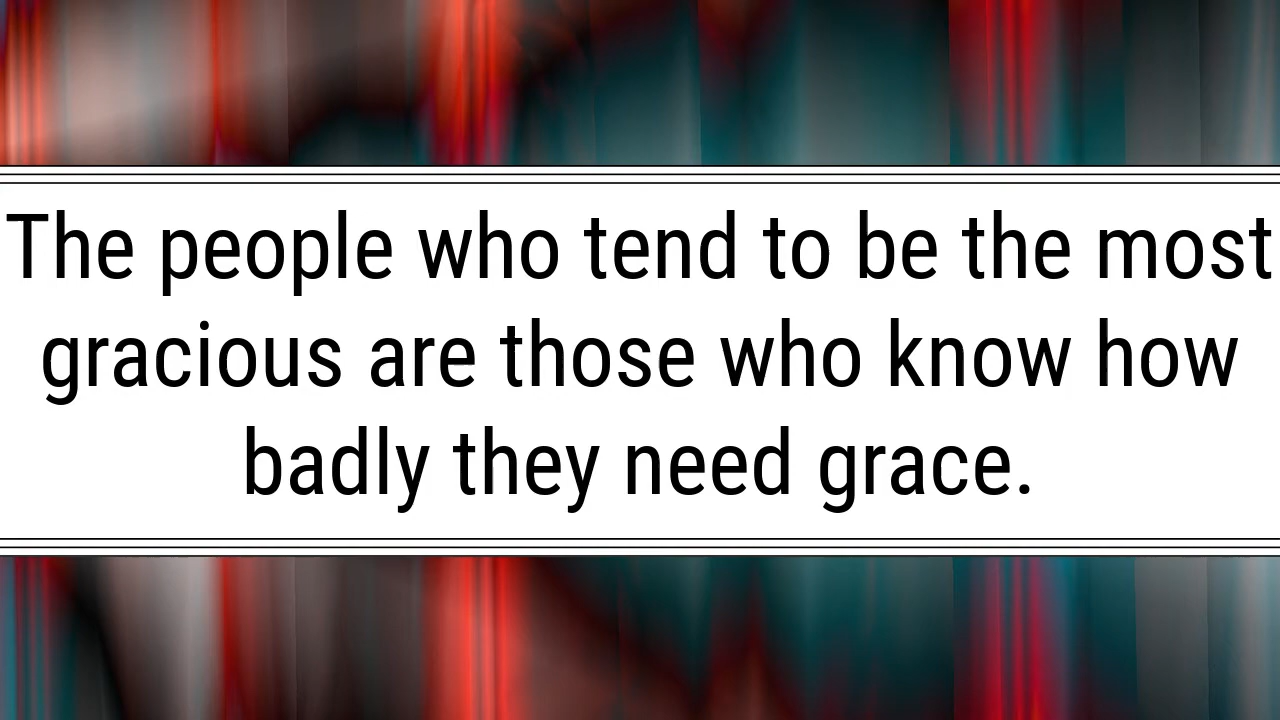 The people who tend to be the most
gracious are those who know how
badly they need grace.